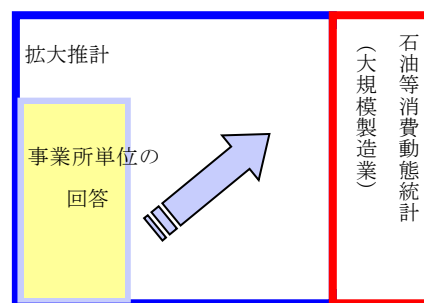 拡大推計
事業所単位の
回答
石油等消費動態統計
（大規模製造業）